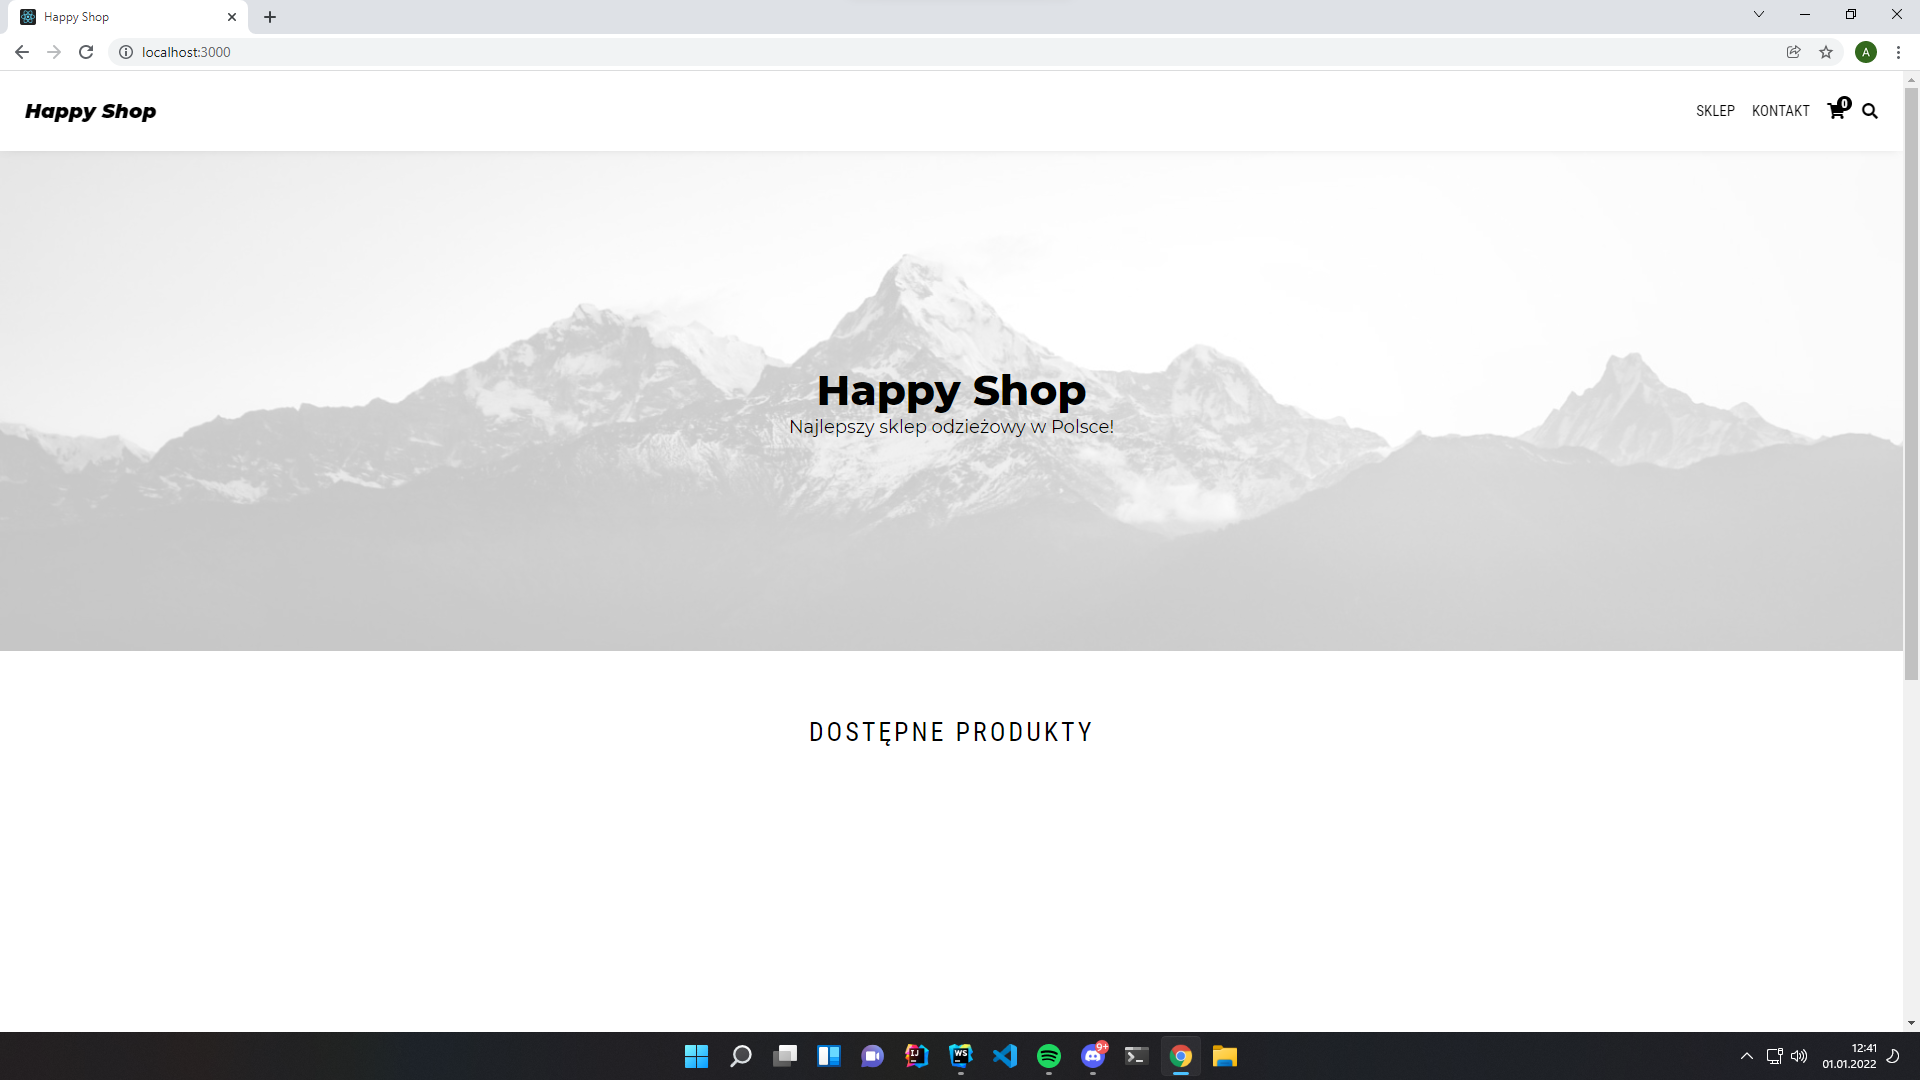 Happy Shop
localhost:3000
A
Happy Shop
SKLEP KONTAKT 0
Happy Shop
Najlepszy sklep odzieżowy w Polsce!
DOSTĘPNE PRODUKTY
IJ
WS
9+
12:41
01.01.2022